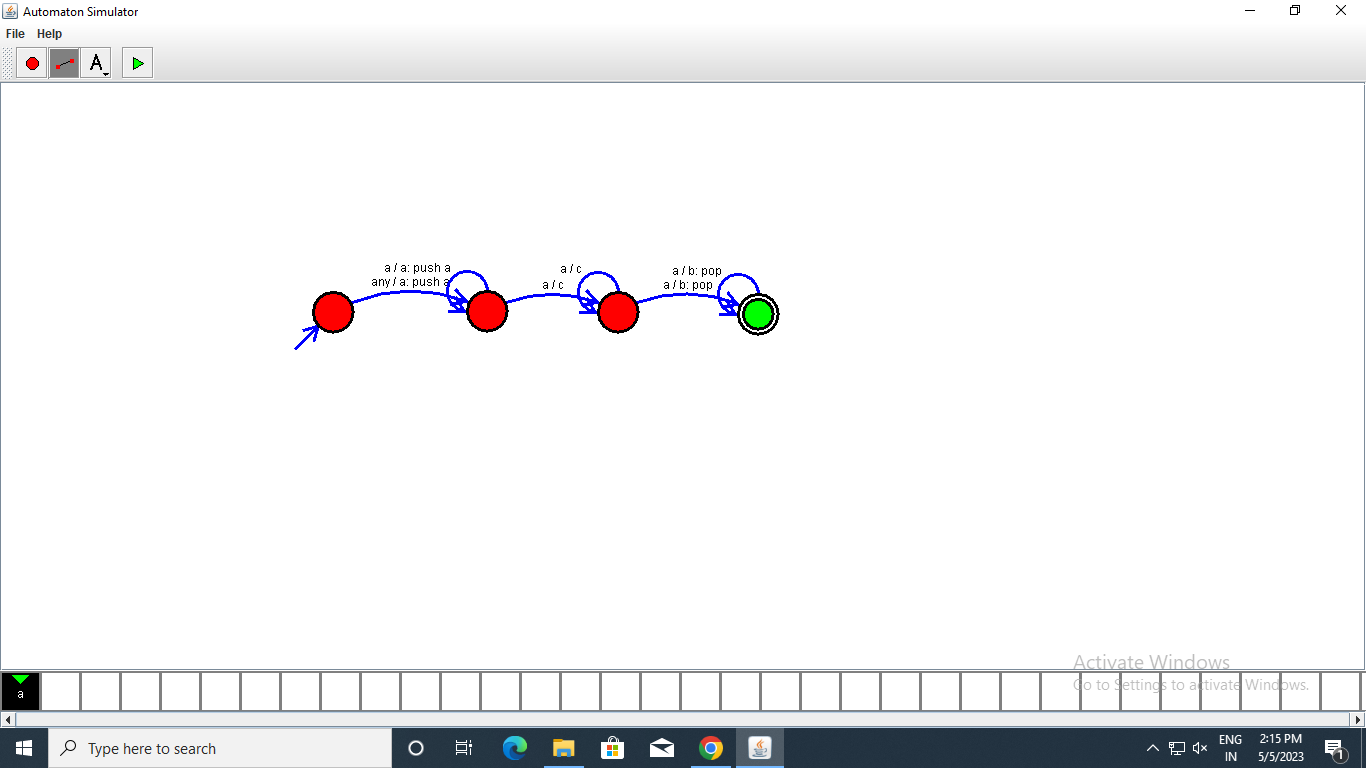 Automaton Simulator
File Help
A
a / a: push a
any / a: push a
a / c
a / c
a / b: pop
a / b: pop
Activate Windows
Go to Settings to activate Windows.
a
Type here to search
ENG
IN
2:15 PM
5/5/2023
1